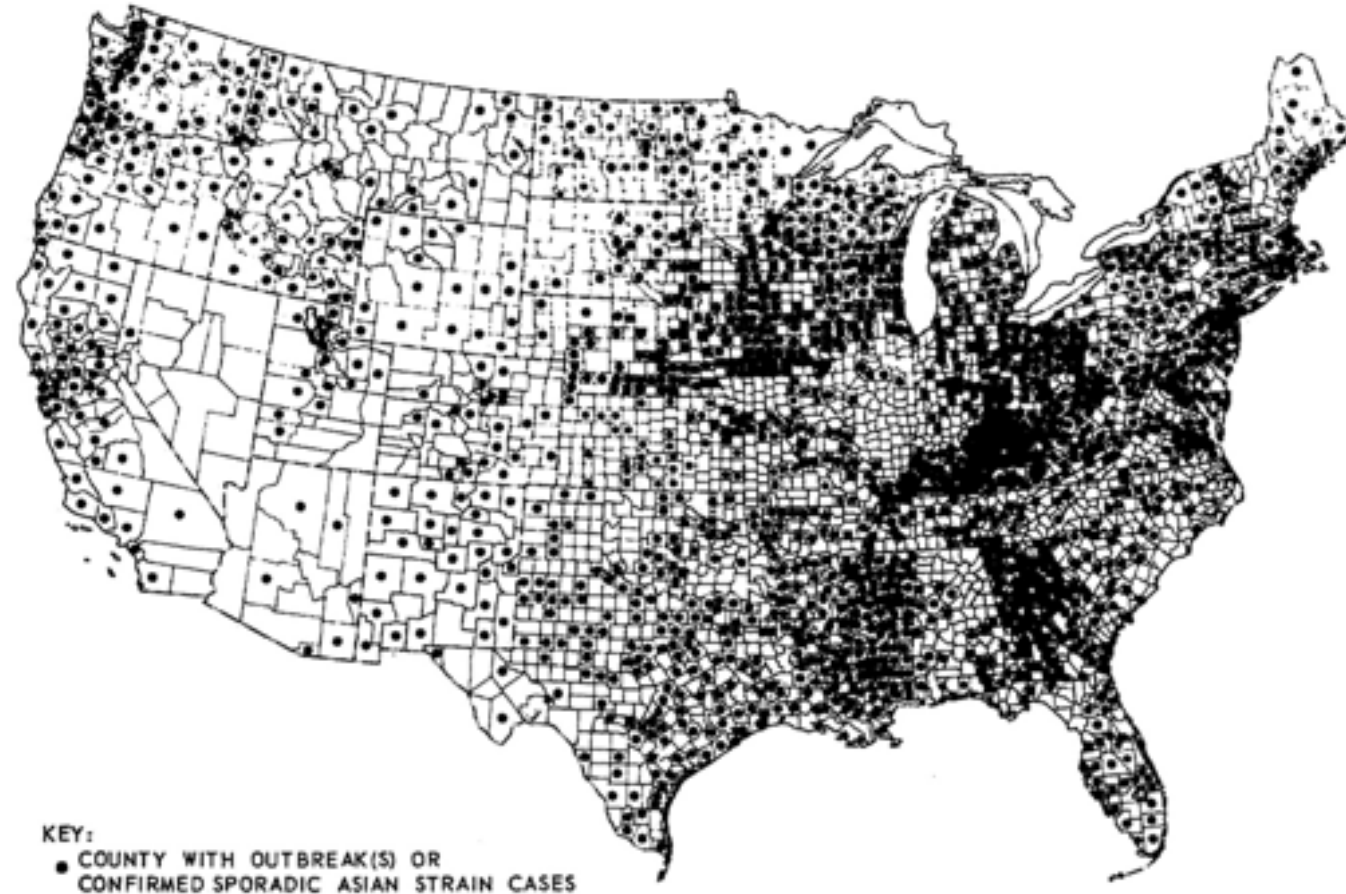 KEY:
● COUNTY WITH OUTBREAK(S) OR
CONFIRMED SPORADIC ASIAN STRAIN CASES